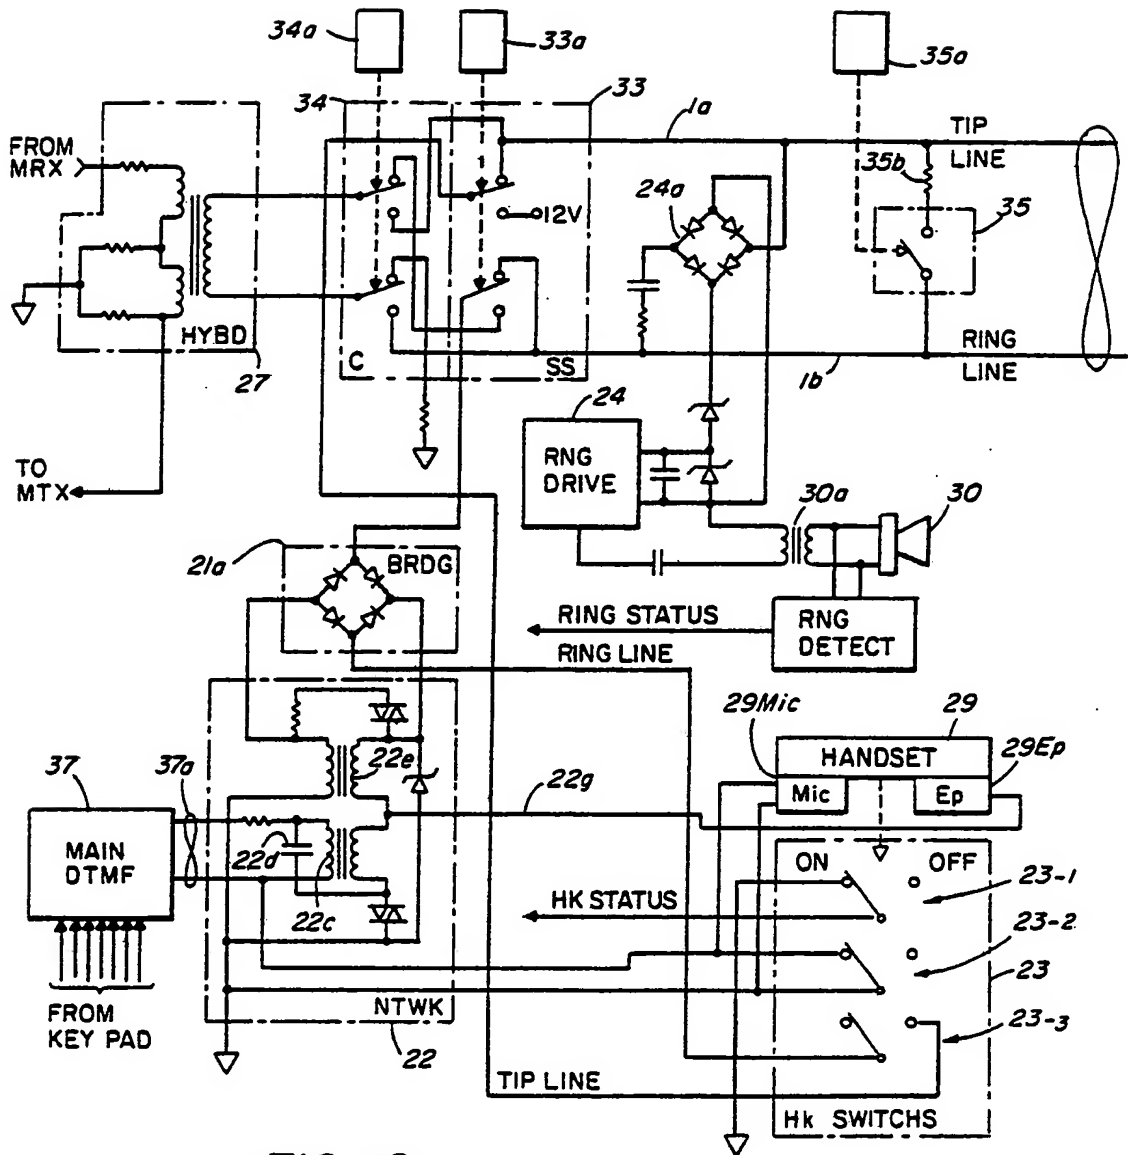 34a
33a
35a
34
33
1a
FROM
MRX
TIP
LINE
35b
24a
12V
35
HYBD
27
C
SS
1b
RING
LINE
24
TO
MTX
RNG
DRIVE
30a
30
21a
BRDG
RING STATUS
RNG
DETECT
RING LINE
29Mic
29
HANDSET
29Ep
Mic
Ep
37
37a
22e
22g
MAIN
DTMF
22d
22c
ON
OFF
23-1
HK STATUS
23-2
23
FROM
KEY PAD
NTWK
22
23-3
TIP LINE
Hk SWITCHS